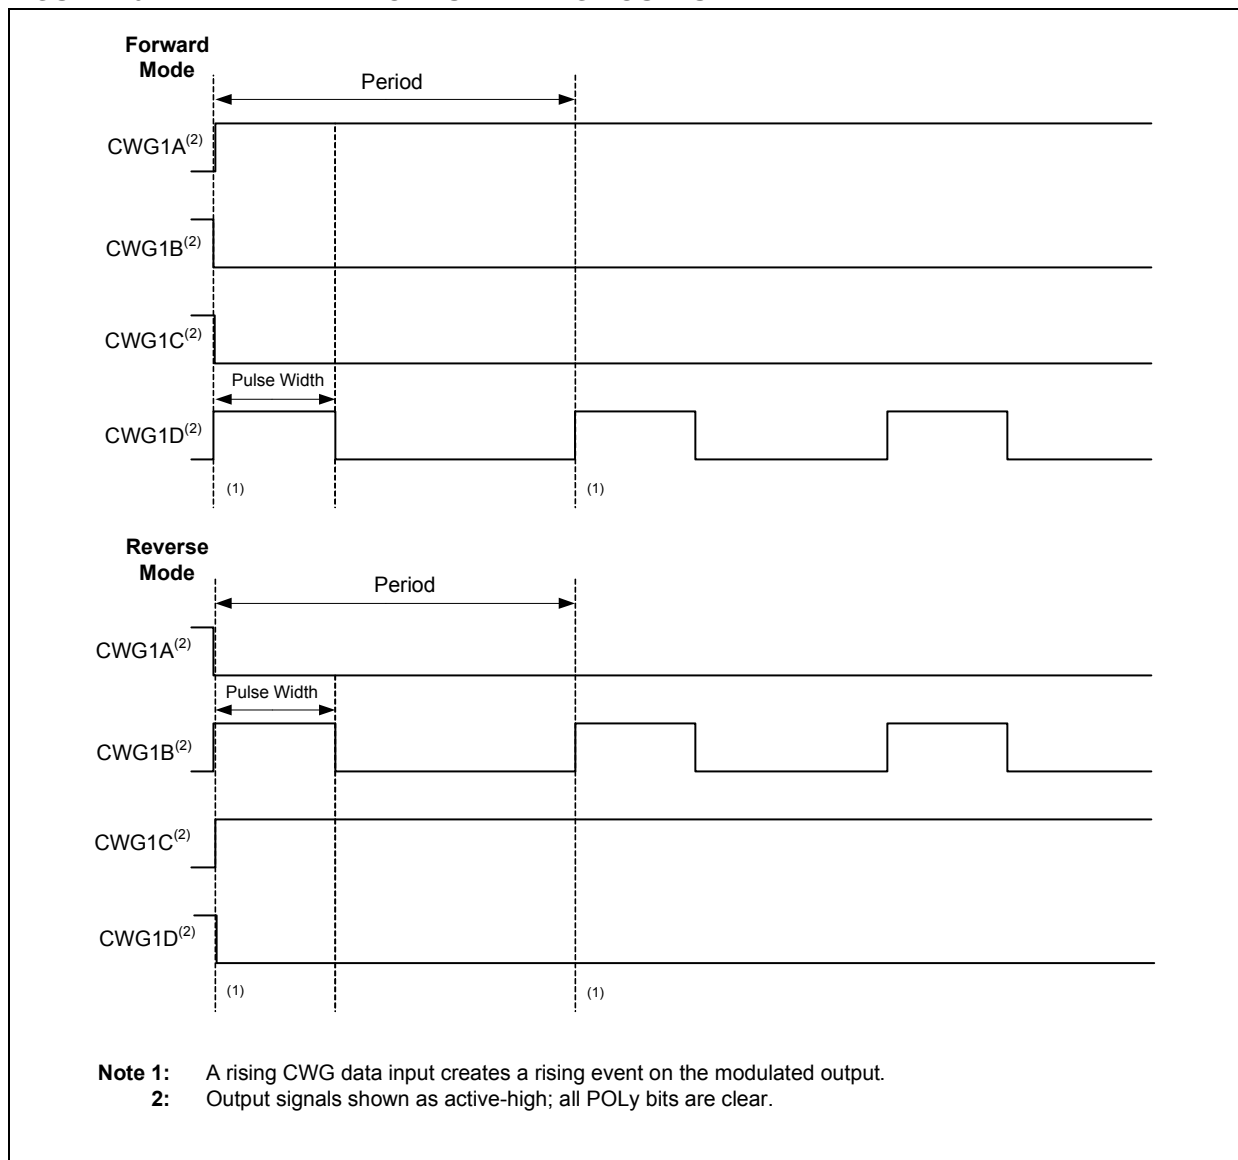 Forward
Mode
Period
CWG1A(2)
CWG1B(2)
CWG1C(2)
Pulse Width
CWG1D(2)
(1)
(1)
Reverse
Mode
Period
CWG1A(2)
Pulse Width
CWG1B(2)
CWG1C(2)
CWG1D(2)
(1)
(1)
Note 1: A rising CWG data input creates a rising event on the modulated output.
2: Output signals shown as active-high; all POLy bits are clear.